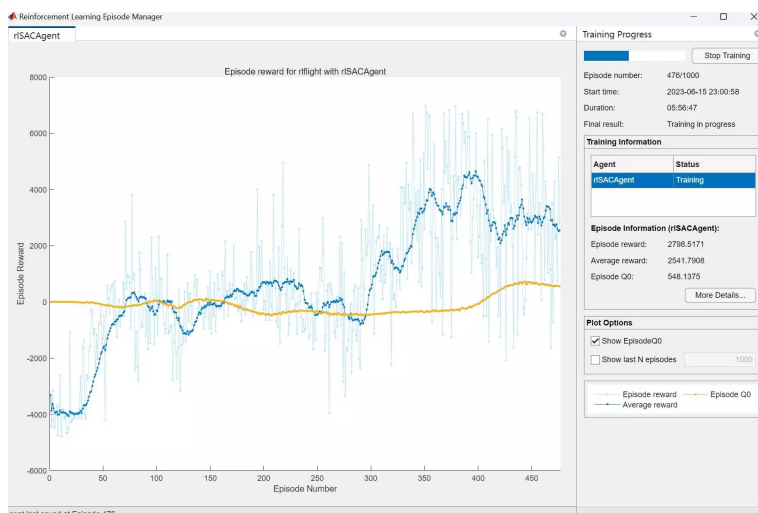 Reinforcement Learning Episode Manager
rlSACAgent
Episode reward for rlflight with rlSACAgent
8000
6000
4000
2000
0
-2000
-4000
-6000
Episode Reward
0 50 100 150 200 250 300 350 400 450
Episode Number
Training Progress
Stop Training
Episode number: 476/1000
Start time: 2023-06-15 23:00:58
Duration: 05:56:47
Final result: Training in progress
Training Information
Agent Status
rlSACAgent Training
Episode Information (rlSACAgent):
Episode reward: 2798.5171
Average reward: 2541.7908
Episode Q0: 548.1375
More Details...
Plot Options
Show EpisodeQ0
Show last N episodes 1000
Episode reward Episode Q0
Average reward
last saved at Episode 476